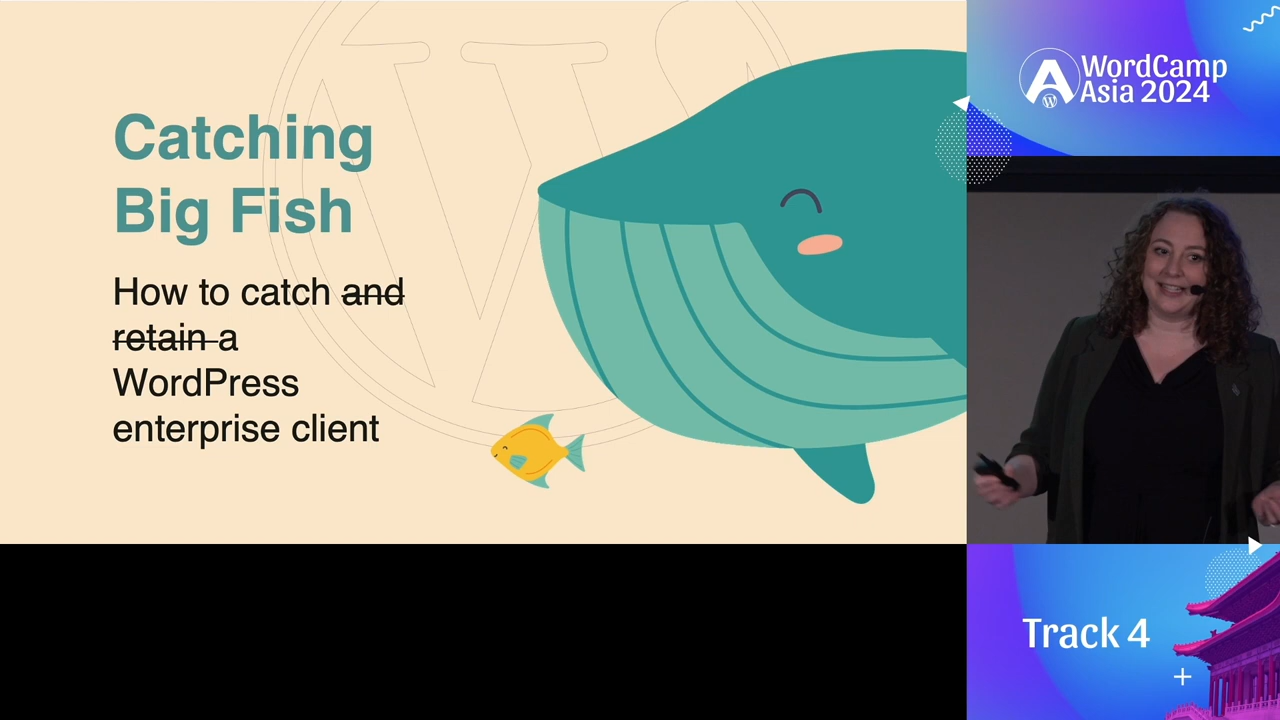 Catching
Big Fish
How to catch and
retain a
WordPress
enterprise client
WordCamp
Asia 2024
Track 4